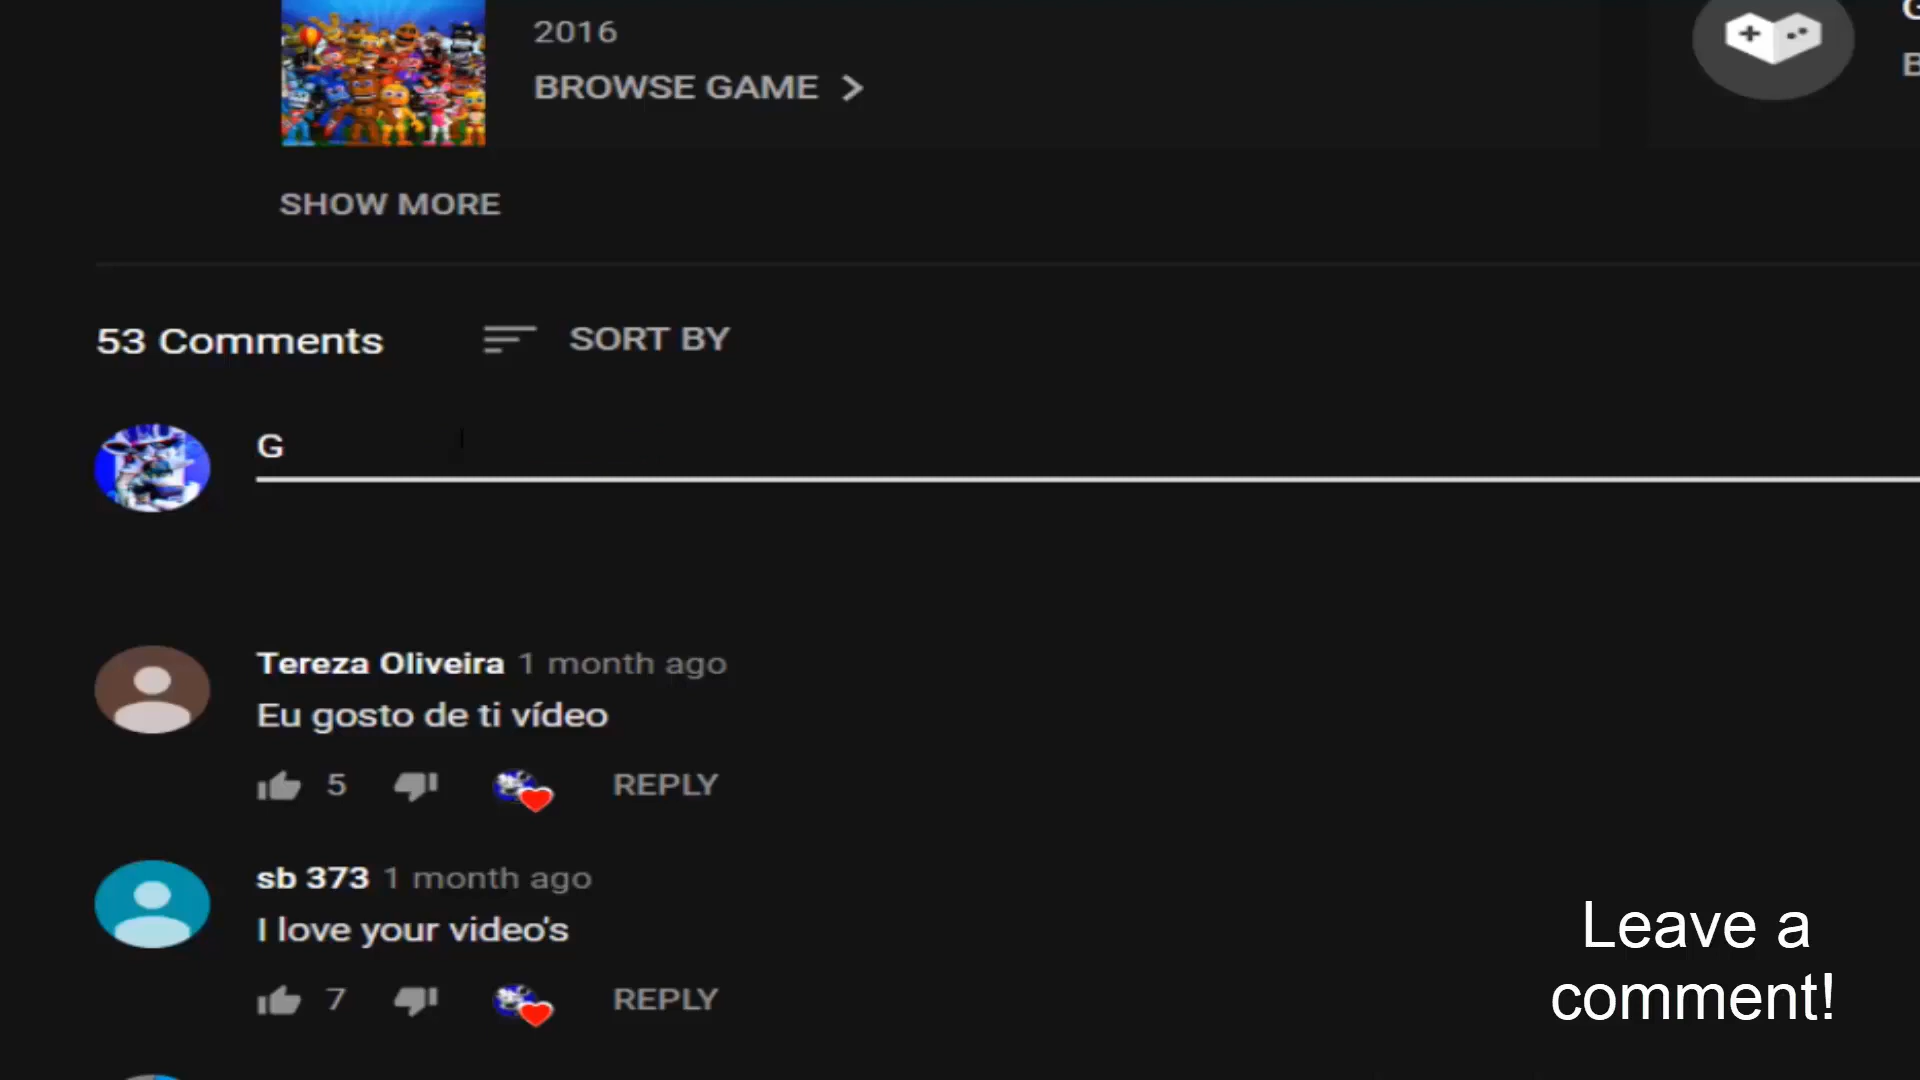 2016
BROWSE GAME
SHOW MORE
53 Comments
SORT BY
G
Tereza Oliveira 1 month ago
Eu gosto de ti vídeo
5
REPLY
sb 373 1 month ago
I love your video's
7
REPLY
Leave a
comment!